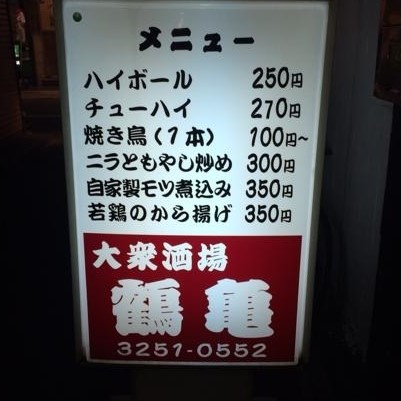 メニュー
ハイボール 250円
チューハイ 270円
焼き鳥(1本) 100円~
ニラともやし炒め 300円
自家製モツ煮込み 350円
若鶏のから揚げ 350円
大衆酒場
鶴亀
3251-0552